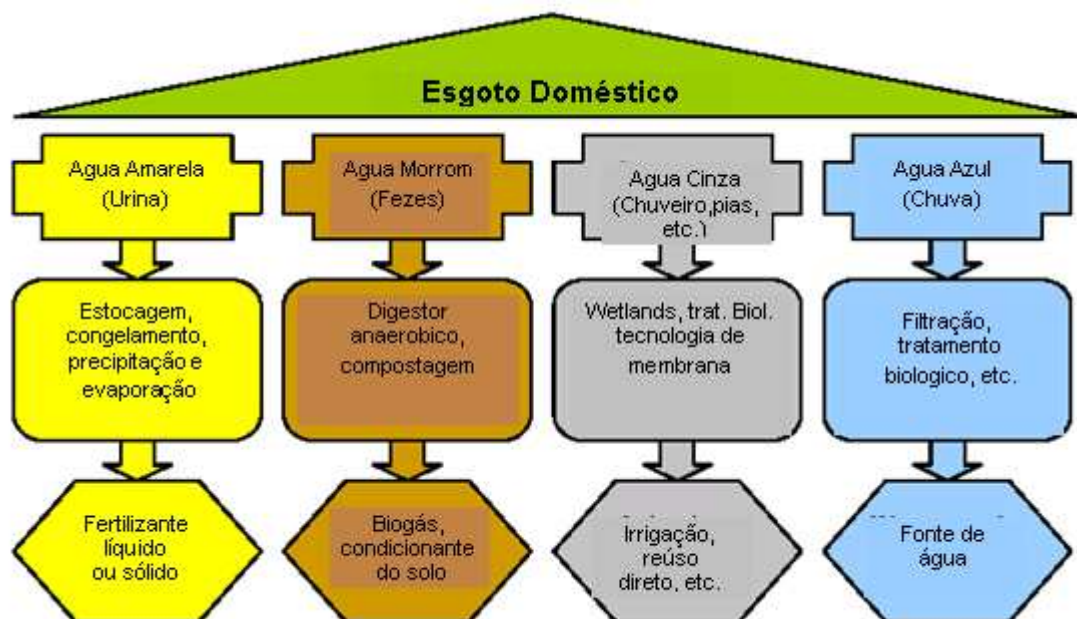 Esgoto Doméstico
Agua Amarela
(Urina)
Agua Morrom
(Fezes)
Agua Cinza
(Chuveiro,pias,
etc.)
Agua Azul
(Chuva)
Estocagem,
congelamento,
precipitação e
evaporação
Digestor
anaerobico,
compostagem
Wetlands, trat. Biol.
tecnologia de
membrana
Filtração,
tratamento
biologico, etc.
Fertilizante
líquido
ou sólido
Biogás,
condicionante
do solo
Irrigação,
reúso
direto, etc.
Fonte de
água